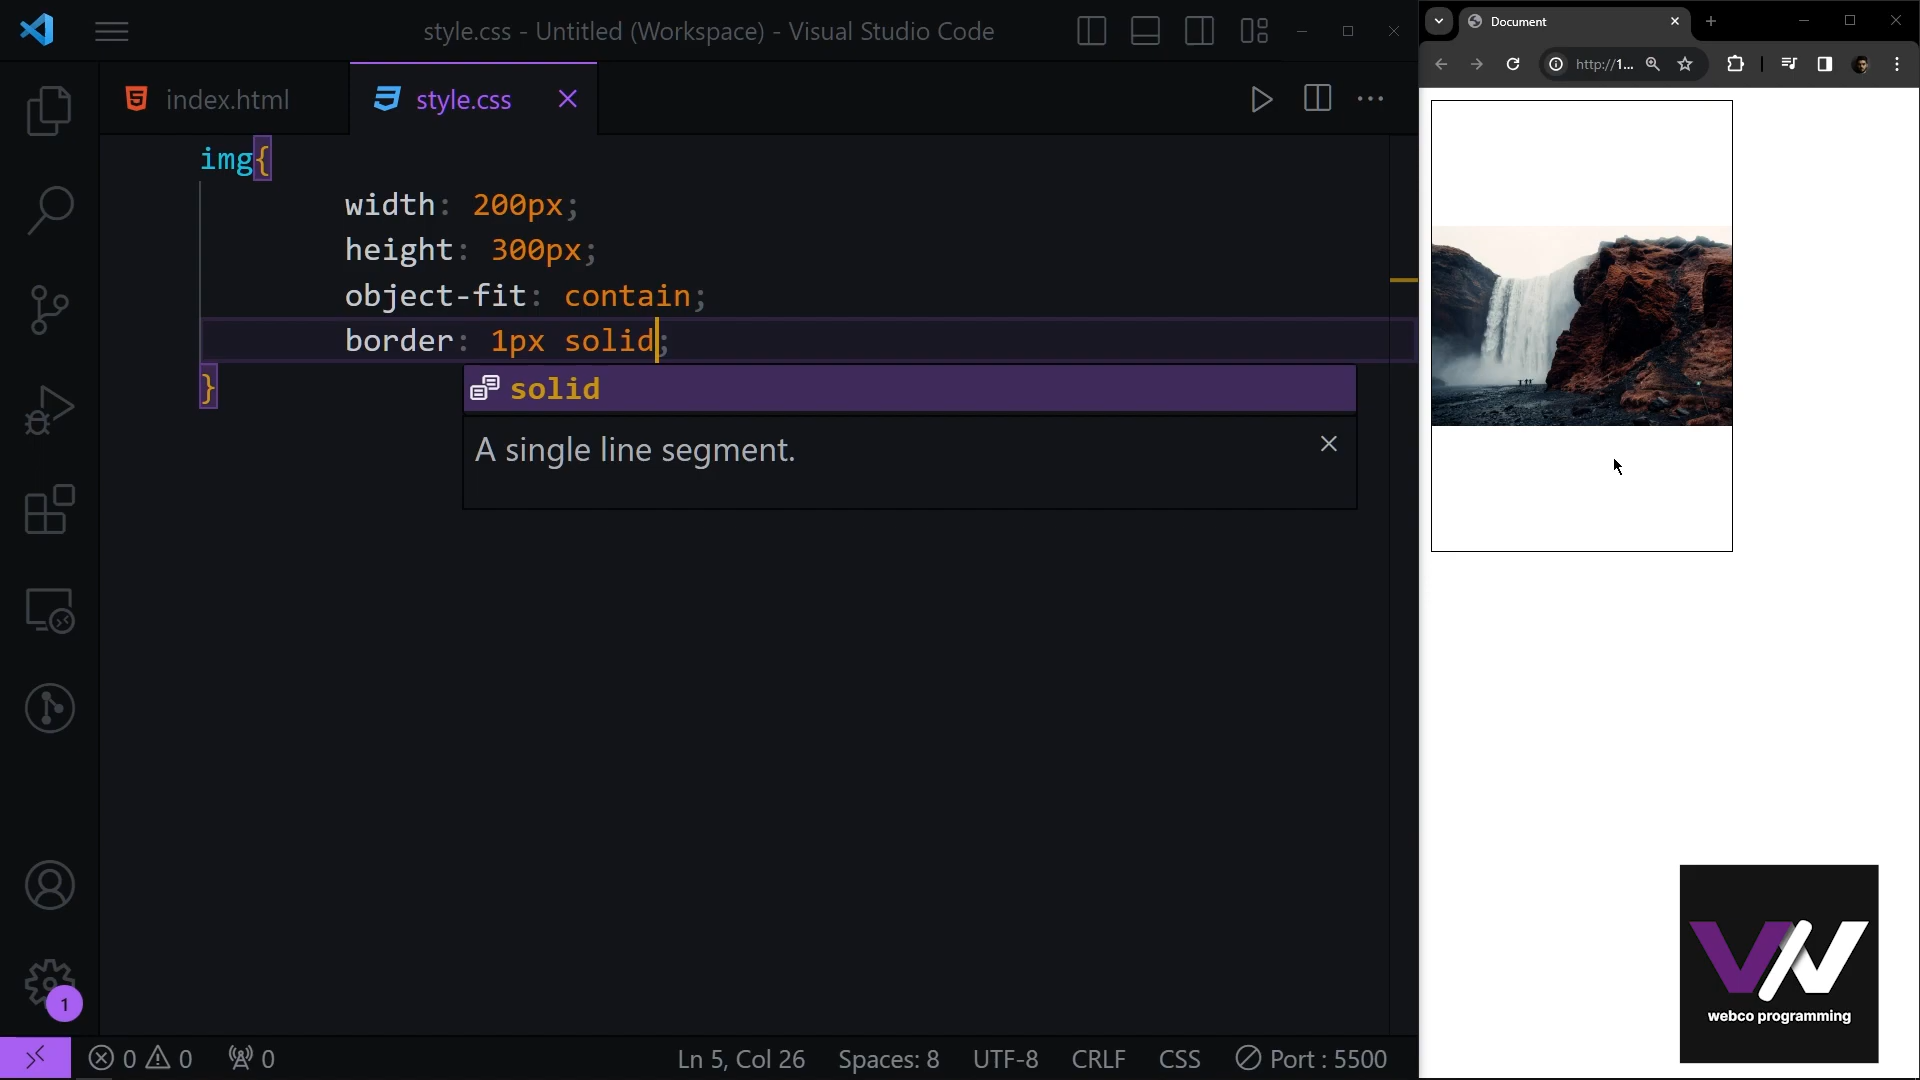 style.css - Untitled (Workspace) - Visual Studio Code
index.html
style.css
img{
width: 200px;
height: 300px;
object-fit: contain;
border: 1px solid;
}
solid
A single line segment.
1
0
0
0
Ln 5, Col 26
Spaces: 8
UTF-8
CRLF
CSS
Port : 5500
Document
http://1...
webco programming